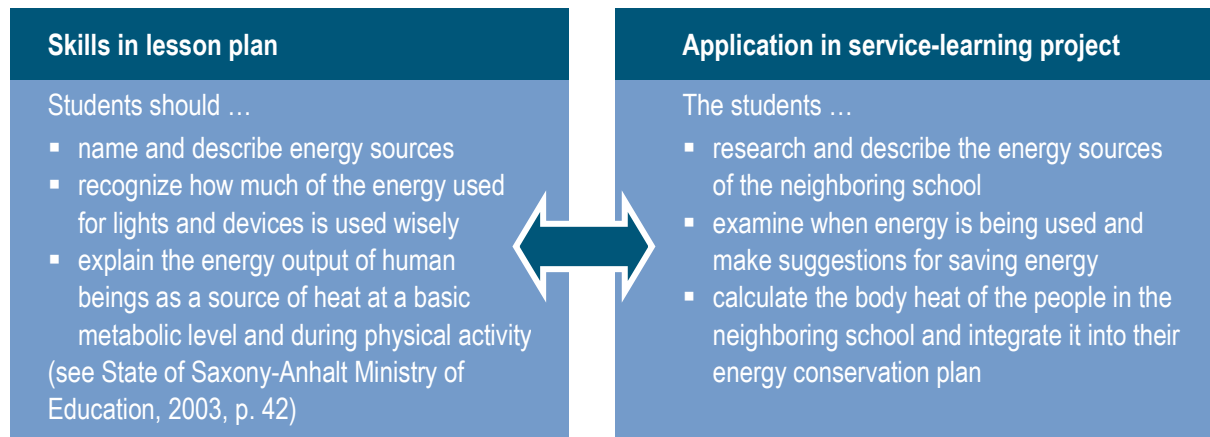 Skills in lesson plan
Students should …
▪ name and describe energy sources
▪ recognize how much of the energy used
for lights and devices is used wisely
▪ explain the energy output of human
beings as a source of heat at a basic
metabolic level and during physical activity
(see State of Saxony-Anhalt Ministry of
Education, 2003, p. 42)
Application in service-learning project
The students …
▪ research and describe the energy sources
of the neighboring school
▪ examine when energy is being used and
make suggestions for saving energy
▪ calculate the body heat of the people in the
neighboring school and integrate it into their
energy conservation plan